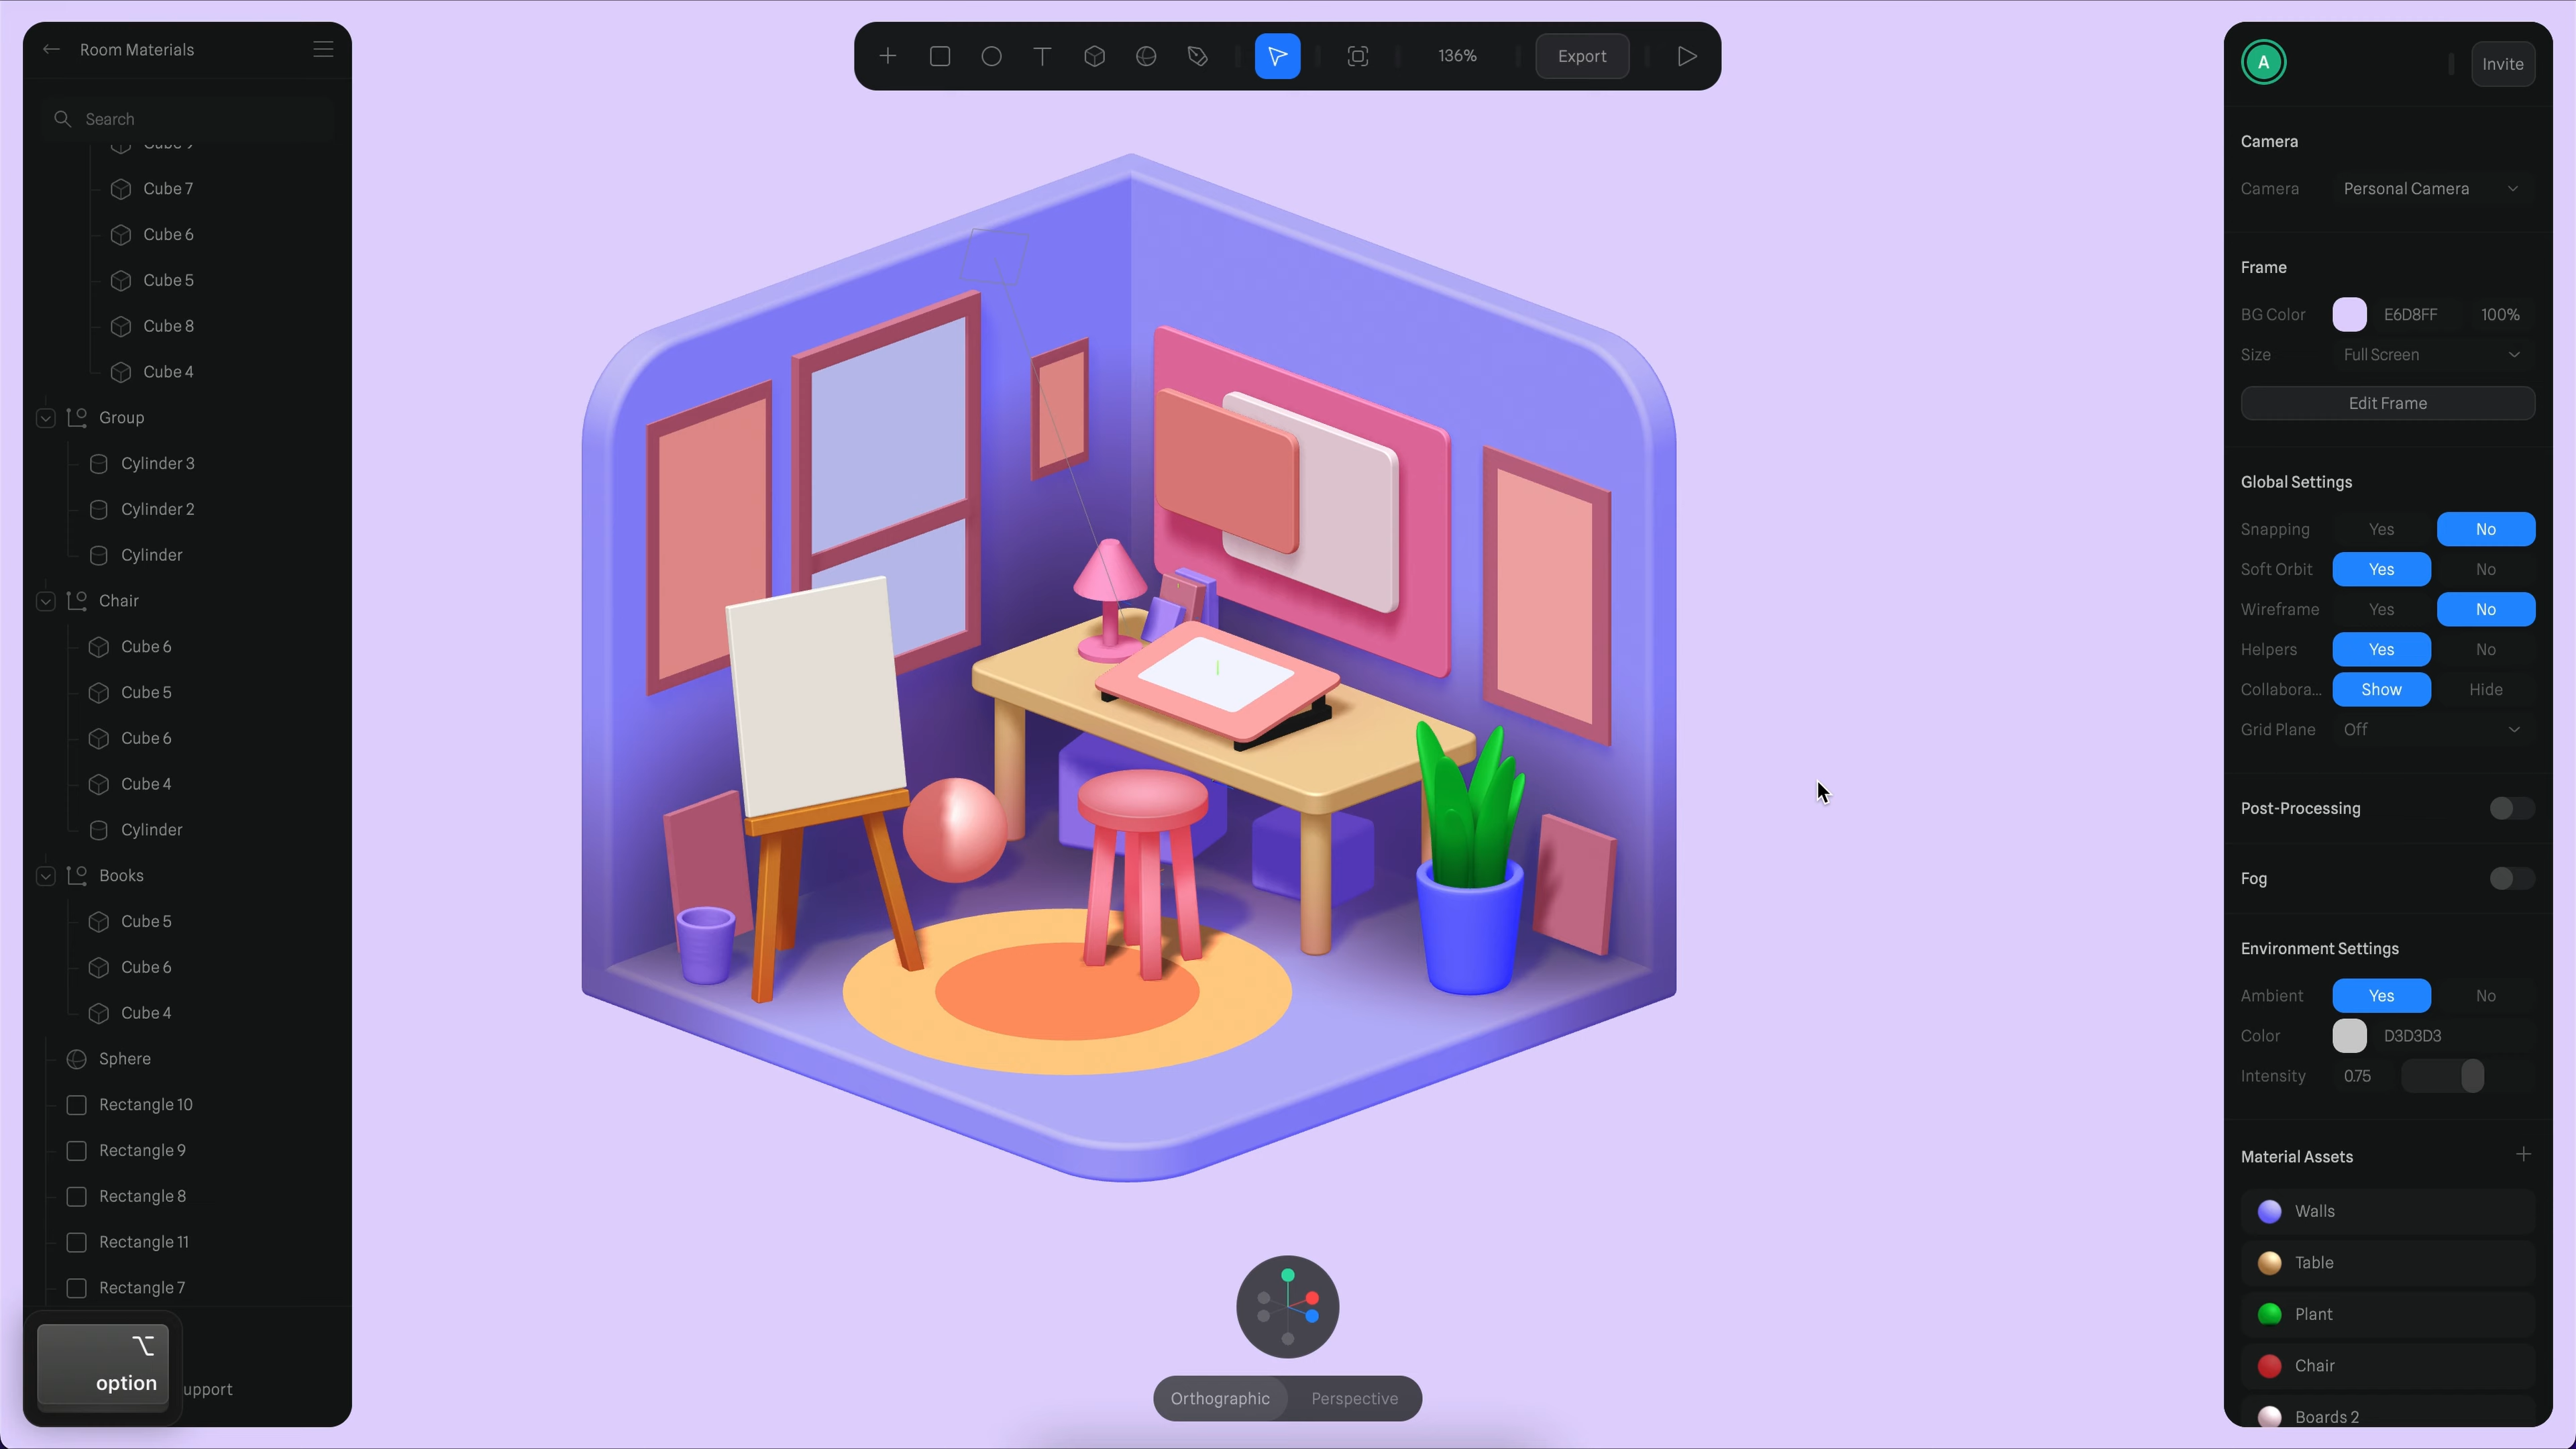 Room Materials
Search
Cube 7
Cube 6
Cube 5
Cube 8
Cube 4
Group
Cylinder 3
Cylinder 2
Cylinder
Chair
Cube 6
Cube 5
Cube 6
Cube 4
Cylinder
Books
Cube 5
Cube 6
Cube 4
Sphere
Rectangle 10
Rectangle 9
Rectangle 8
Rectangle 11
Rectangle 7
⌥
option
upport
136%
Export
Orthographic Perspective
A
Invite
Camera
Camera Personal Camera
Frame
BG Color E6D8FF 100%
Size Full Screen
Edit Frame
Global Settings
Snapping Yes No
Soft Orbit Yes No
Wireframe Yes No
Helpers Yes No
Collabora... Show Hide
Grid Plane Off
Post-Processing
Fog
Environment Settings
Ambient Yes No
Color D3D3D3
Intensity 0.75
Material Assets
Walls
Table
Plant
Chair
Boards 2